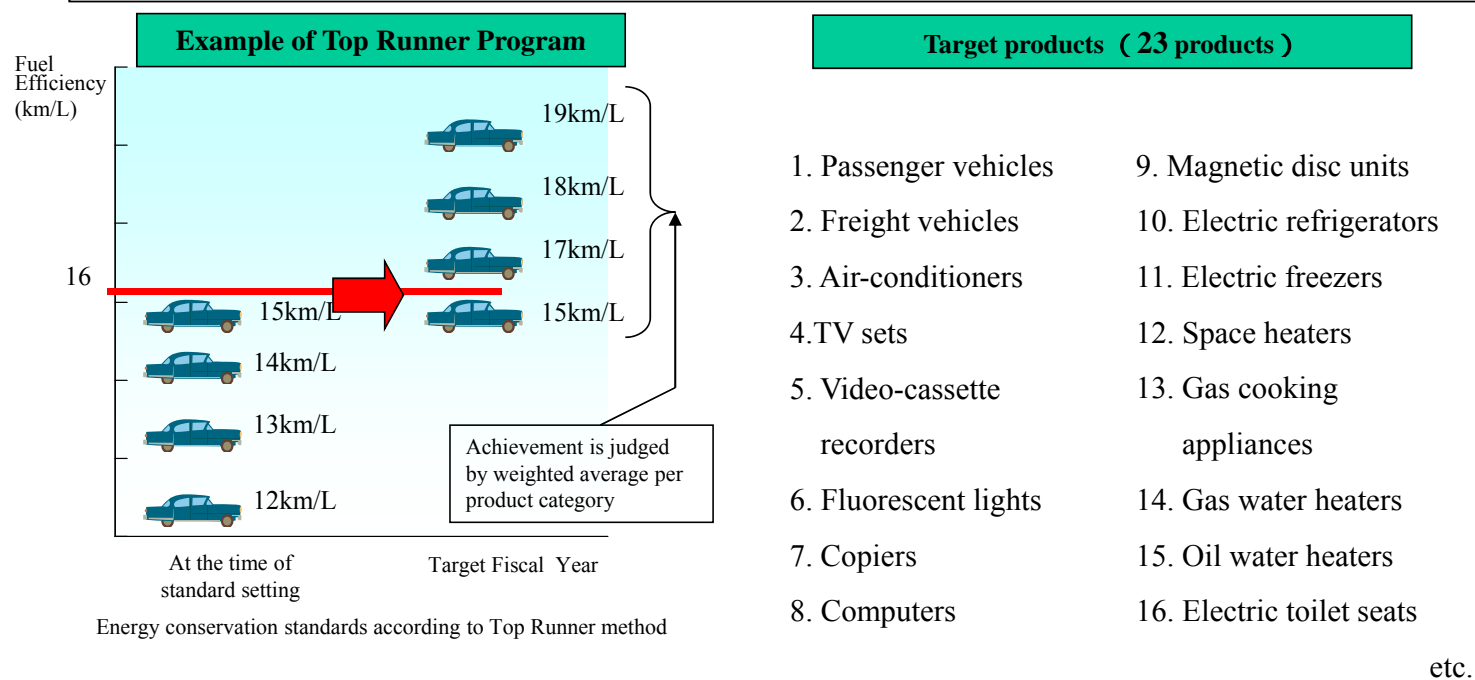 Example of Top Runner Program
Fuel
Efficiency
(km/L)
19km/L
18km/L
17km/L
16
15km/L
15km/L
14km/L
13km/L
12km/L
Achievement is judged
by weighted average per
product category
At the time of
standard setting
Target Fiscal Year
Energy conservation standards according to Top Runner method
Target products （23 products）
1. Passenger vehicles
2. Freight vehicles
3. Air-conditioners
4.TV sets
5. Video-cassette
recorders
6. Fluorescent lights
7. Copiers
8. Computers
9. Magnetic disc units
10. Electric refrigerators
11. Electric freezers
12. Space heaters
13. Gas cooking
appliances
14. Gas water heaters
15. Oil water heaters
16. Electric toilet seats
etc.